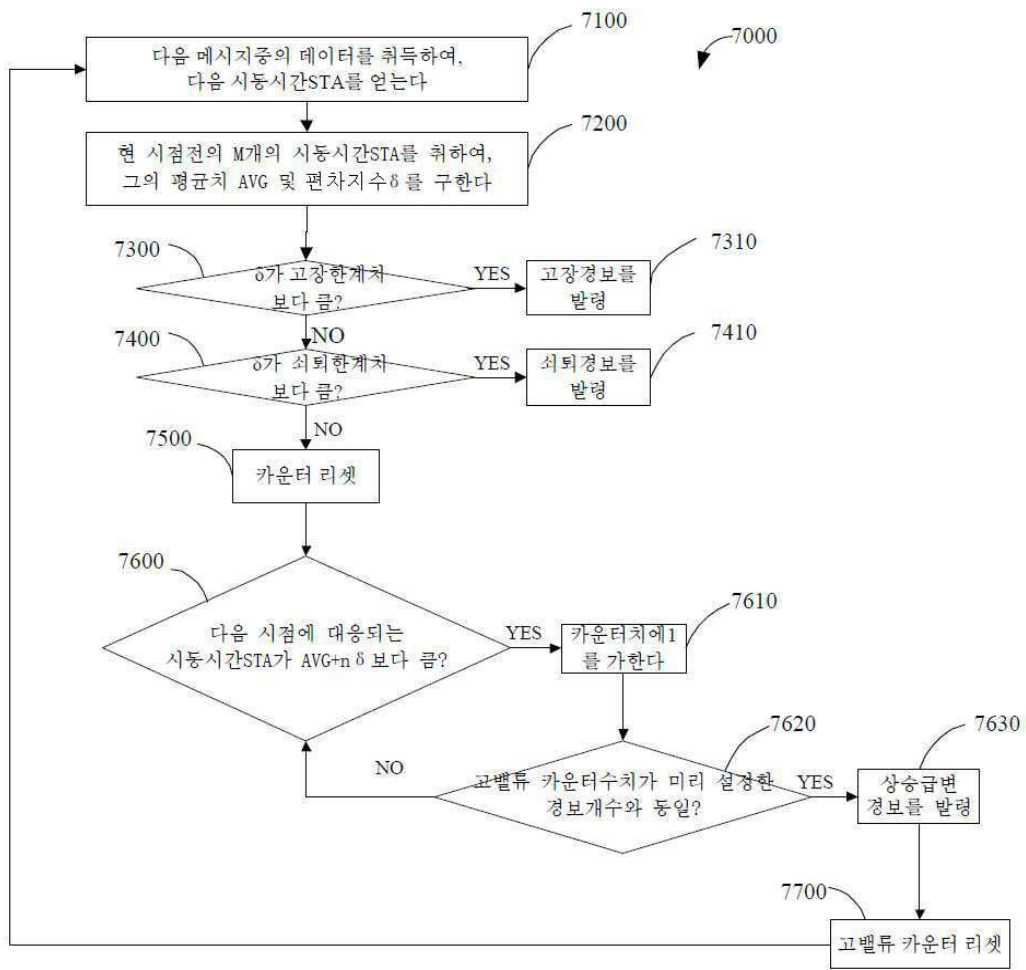 7100
7000
다음 메시지중의 데이터를 취득하여,
다음 시동시간STA를 얻는다
7200
현 시점전의 M개의 시동시간STA를 취하여,
그의 평균치 AVG 및 편차지수δ를 구한다
7300
δ가 고장한계치
보다 큼?
YES
7310
고장경보를
발령
NO
7400
δ가 쇠퇴한계치
보다 큼?
YES
7410
쇠퇴경보를
발령
NO
7500
카운터 리셋
7600
다음 시점에 대응되는
시동시간STA가 AVG+nδ보다 큼?
YES
7610
카운터치에1
를 가한다
7620
고밸류 카운터수치가 미리 설정한
경보개수와 동일?
NO
YES
7630
상승급변
경보를 발령
7700
고밸류 카운터 리셋